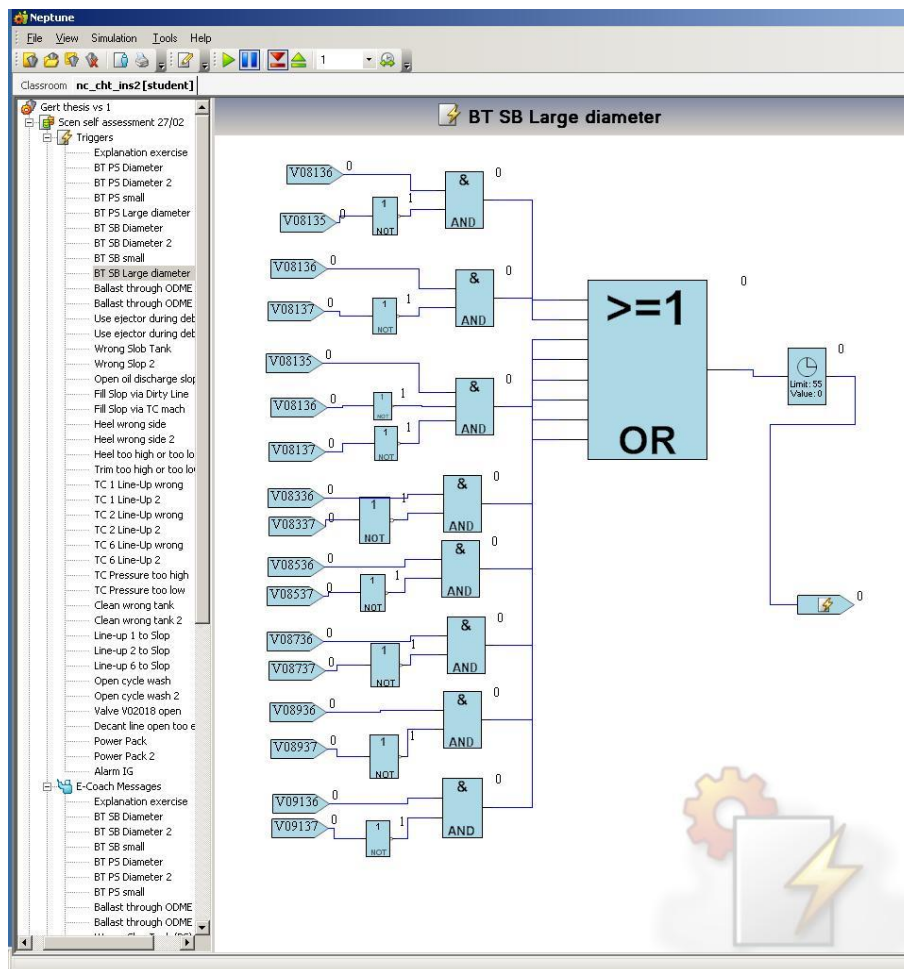 Neptune
File View Simulation Tools Help
1
Classroom nc_cht_ins2[student]
Gert thesis vs 1
Scen self assessment 27/02
Triggers
Explanation exercise
BT PS Diameter
BT PS Diameter 2
BT PS small
BT PS Large diameter
BT SB Diameter
BT SB Diameter 2
BT SB small
BT SB Large diameter
Ballast through ODME
Ballast through ODME
Use ejector during deb
Use ejector during deb
Wrong Slob Tank
Wrong Slop 2
Open oil discharge slop
Fill Slop via Dirty Line
Fill Slop via TC mach
Heel wrong side
Heel wrong side 2
Heel too high or too lo
Trim too high or too lo
TC 1 Line-Up wrong
TC 1 Line-Up 2
TC 2 Line-Up wrong
TC 2 Line-Up 2
TC 6 Line-Up wrong
TC 6 Line-Up 2
TC Pressure too high
TC Pressure too low
Clean wrong tank
Clean wrong tank 2
Line-up 1 to Slop
Line-up 2 to Slop
Line-up 6 to Slop
Open cycle wash
Open cycle wash 2
Valve V02018 open
Decant line open too e
Power Pack
Power Pack 2
Alarm IG
E-Coach Messages
Explanation exercise
BT SB Diameter
BT SB Diameter 2
BT SB small
BT PS Diameter
BT PS Diameter 2
BT PS small
Ballast through ODME
Ballast through ODME
BT SB Large diameter
V08136 0
& 0
V08135 0
1 1
NOT
AND
V08136 0
& 0
V08137 0
1 1
NOT
AND
V08135 0
& 0
V08136 0
1 1
NOT
V08137 0
1 1
NOT
AND
V08336 0
& 0
V08337 0
1 1
NOT
AND
V08536 0
& 0
V08537 0
1 1
NOT
AND
V08736 0
& 0
V08737 0
1 1
NOT
AND
V08936 0
& 0
V08937 0
1 1
NOT
AND
V09136 0
& 0
V09137 0
1 1
NOT
AND
>=1 0
OR
0
Limit: 55
Value: 0
0